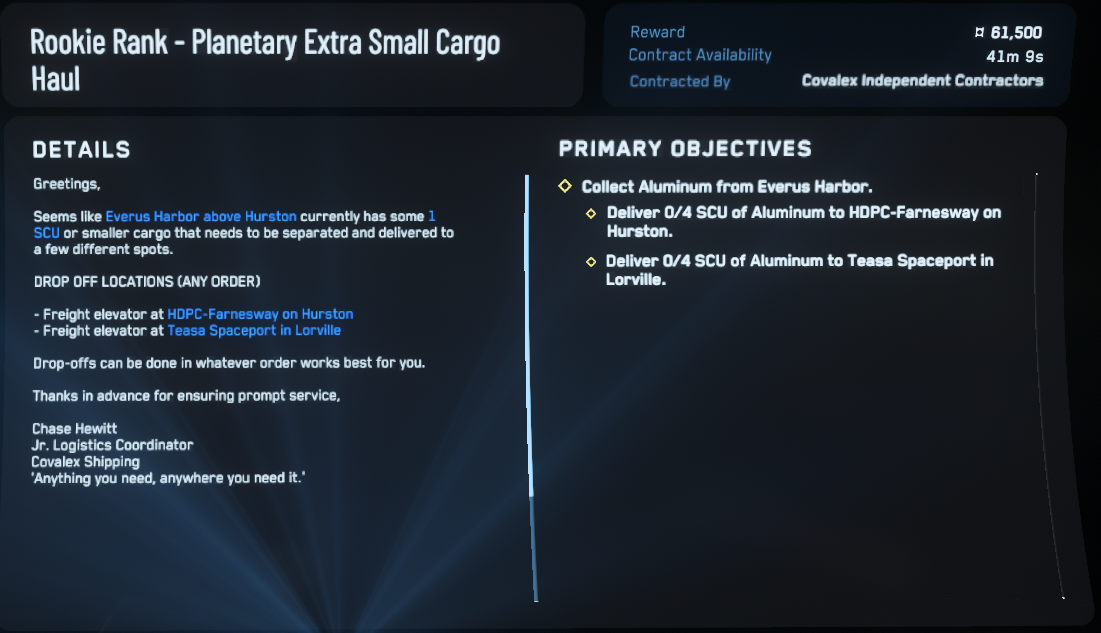 Rookie Rank - Planetary Extra Small Cargo
Haul
Reward
¤ 61,500
Contract Availability
41m 9s
Contracted By
Covalex Independent Contractors
DETAILS
Greetings,
Seems like Everus Harbor above Hurston currently has some 1
SCU or smaller cargo that needs to be separated and delivered to
a few different spots.
DROP OFF LOCATIONS (ANY ORDER)
- Freight elevator at HDPC-Farnesway on Hurston
- Freight elevator at Teasa Spaceport in Lorville
Drop-offs can be done in whatever order works best for you.
Thanks in advance for ensuring prompt service,
Chase Hewitt
Jr. Logistics Coordinator
Covalex Shipping
'Anything you need, anywhere you need it.'
PRIMARY OBJECTIVES
Collect Aluminum from Everus Harbor.
Deliver 0/4 SCU of Aluminum to HDPC-Farnesway on
Hurston.
Deliver 0/4 SCU of Aluminum to Teasa Spaceport in
Lorville.